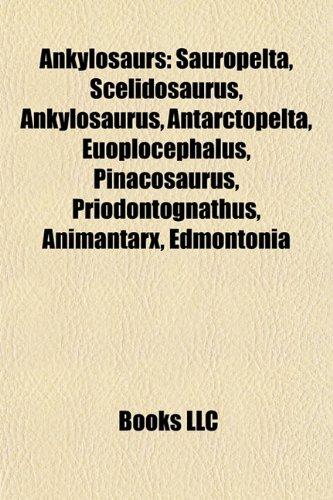 Ankylosaurs: Sauropelta,
Scelidosaurus,
Ankylosaurus, Antarctopelta,
Euoplocephalus,
Pinacosaurus,
Priodontognathus,
Animantarx, Edmontonia
Books LLC